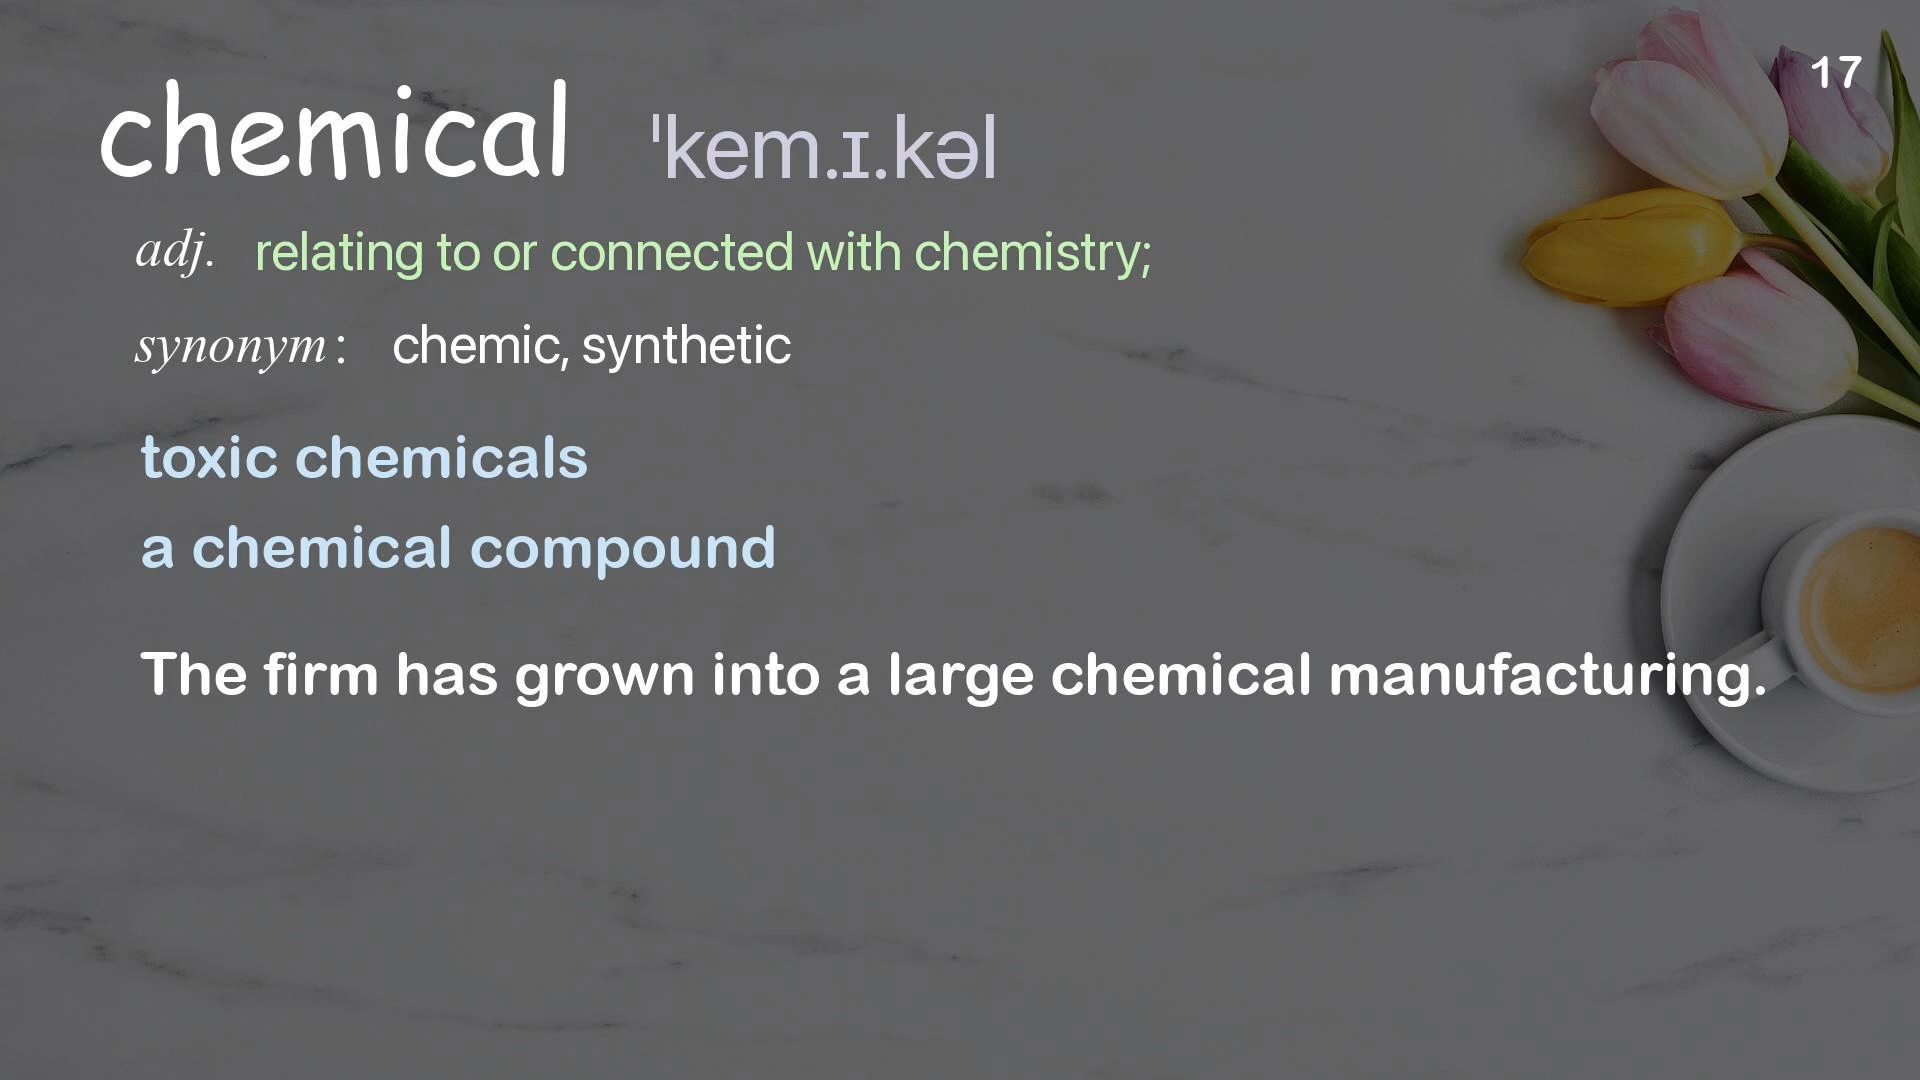 17
chemical ˈkem.ɪ.kəl
adj. relating to or connected with chemistry;
synonym: chemic, synthetic
toxic chemicals
a chemical compound
The firm has grown into a large chemical manufacturing.